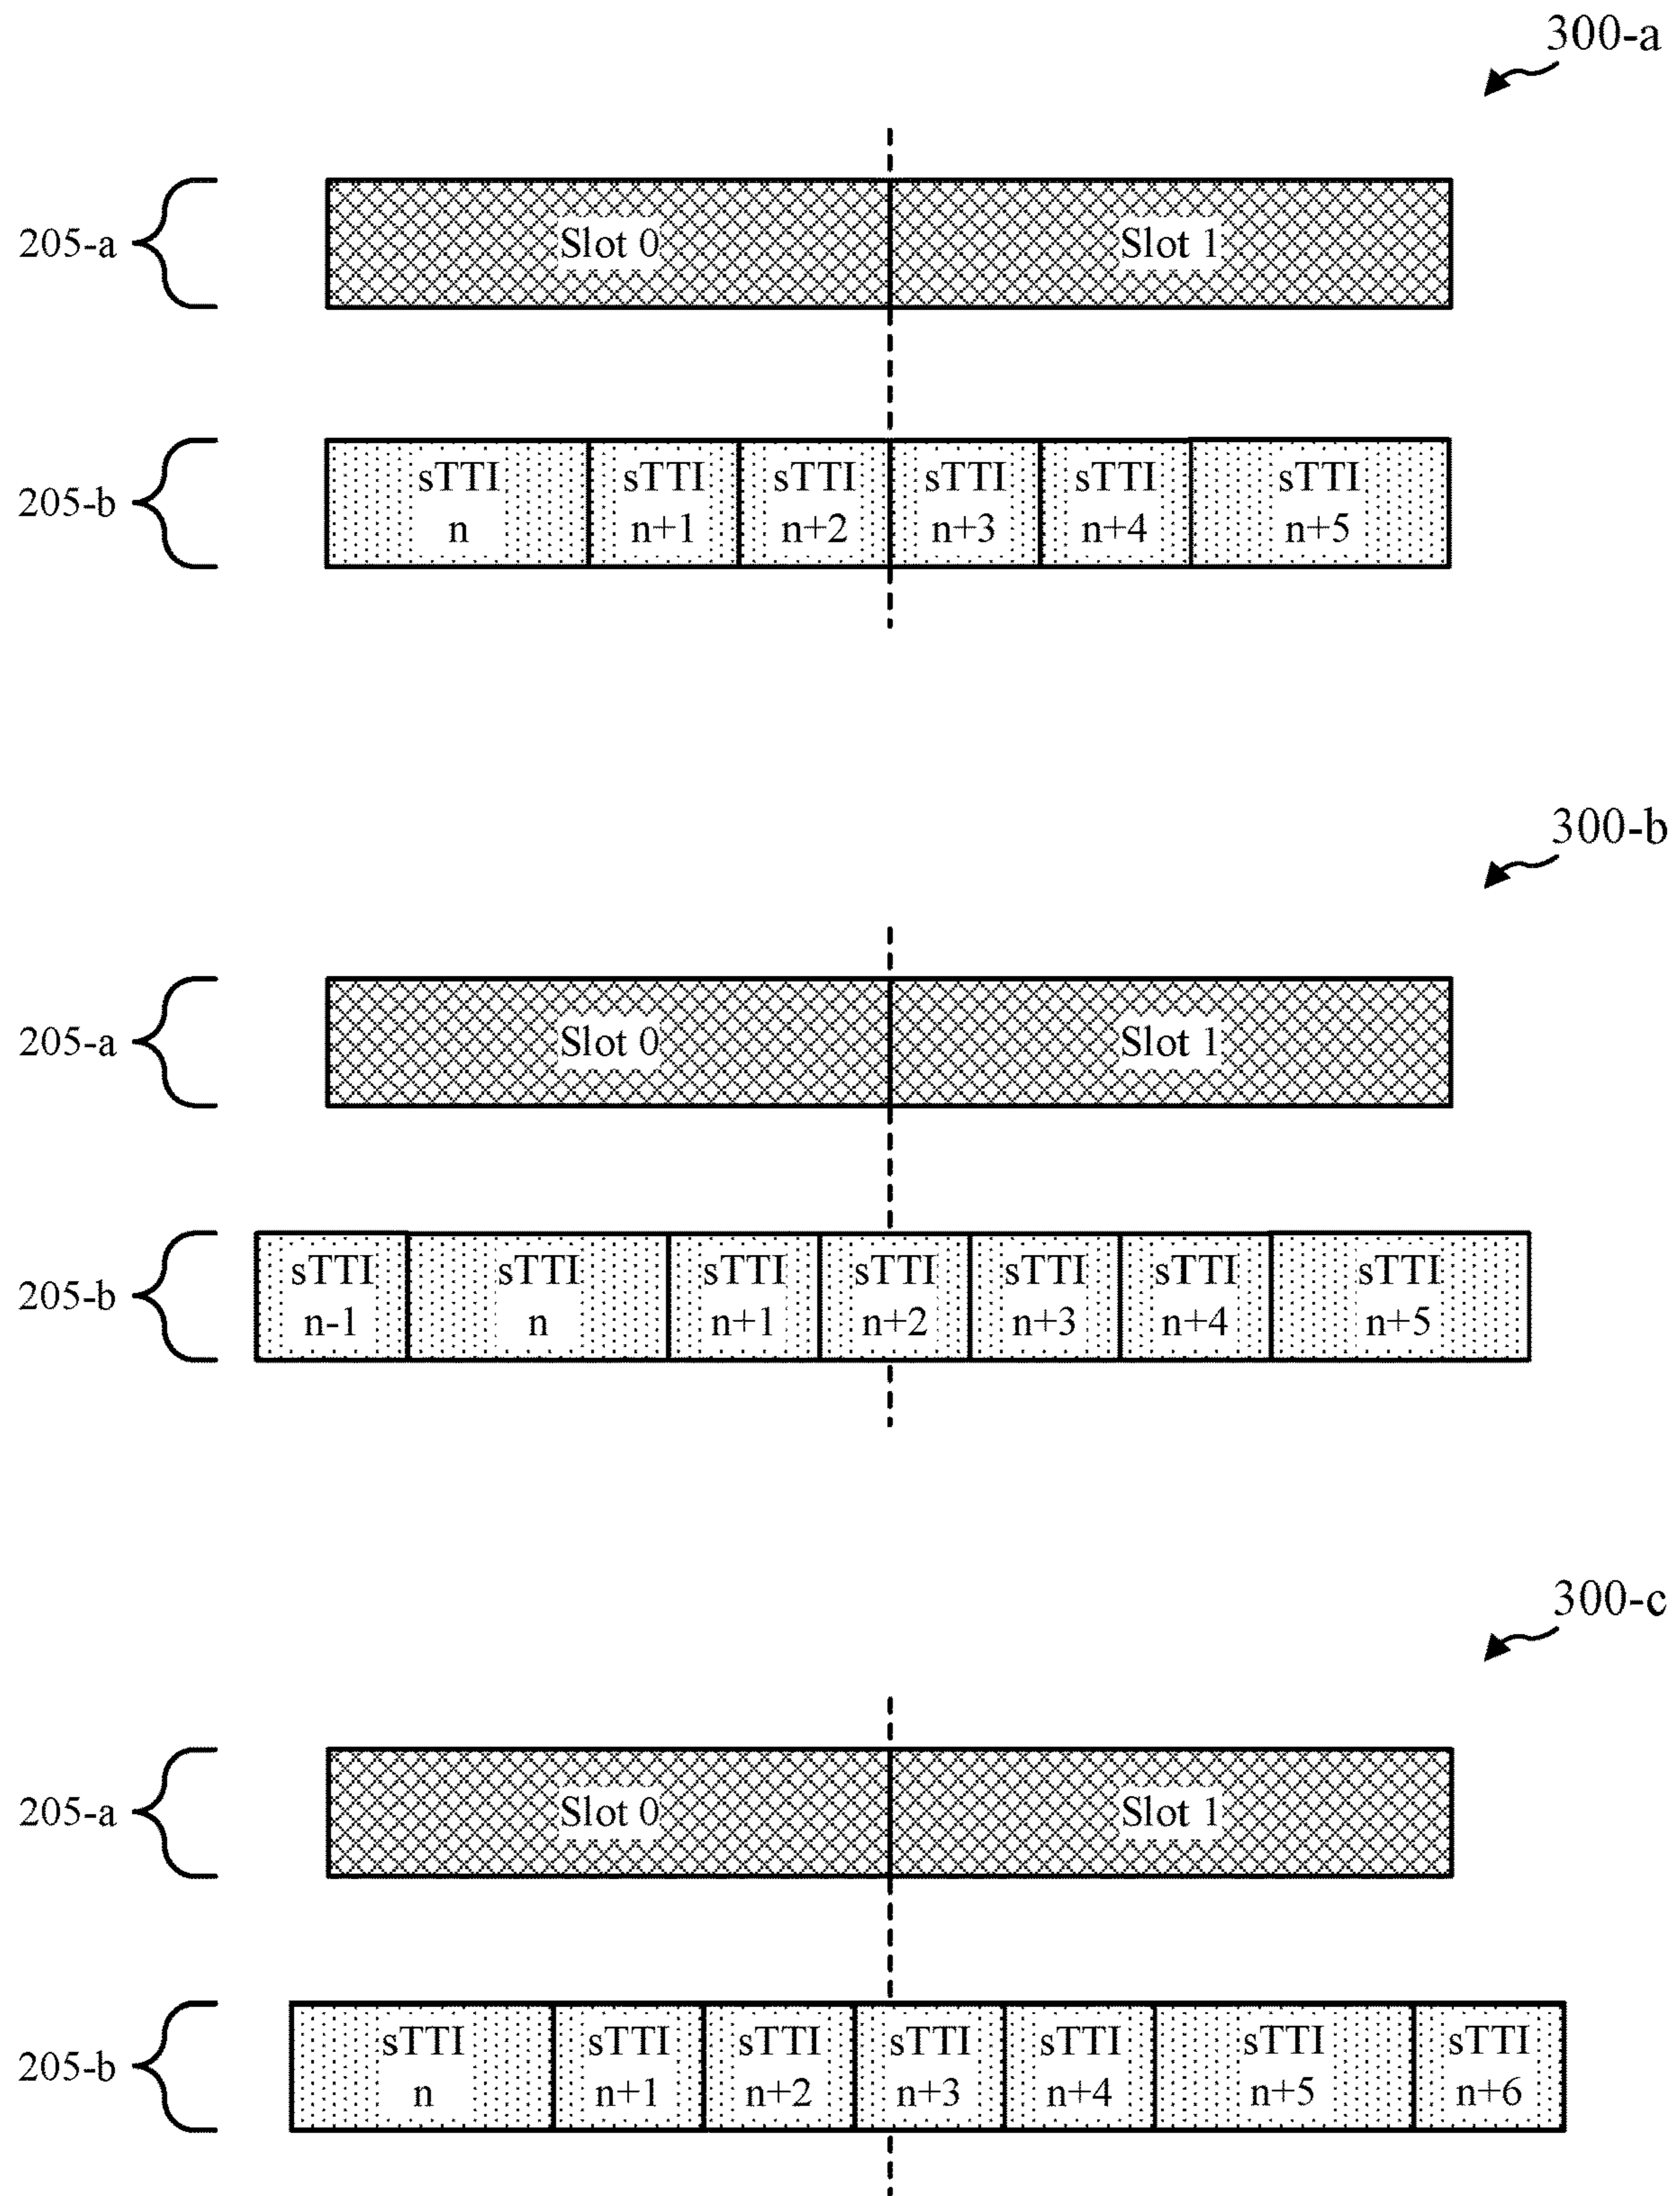 300-a
205-a
Slot 0
Slot 1
205-b
sTTI
n
sTTI
n+1
sTTI
n+2
sTTI
n+3
sTTI
n+4
sTTI
n+5
300-b
205-a
Slot 0
Slot 1
205-b
sTTI
n-1
sTTI
n
sTTI
n+1
sTTI
n+2
sTTI
n+3
sTTI
n+4
sTTI
n+5
300-c
205-a
Slot 0
Slot 1
205-b
sTTI
n
sTTI
n+1
sTTI
n+2
sTTI
n+3
sTTI
n+4
sTTI
n+5
sTTI
n+6